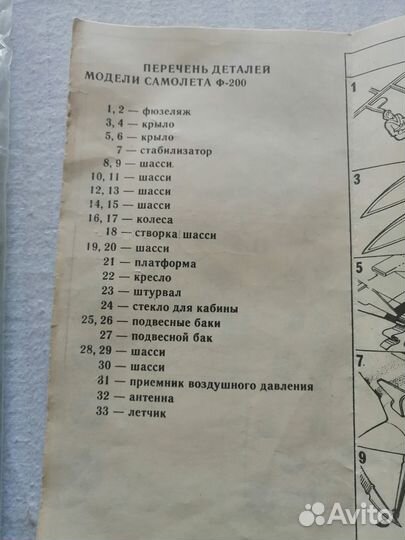 ПЕРЕЧЕНЬ ДЕТАЛЕЙ
МОДЕЛИ САМОЛЕТА Ф-200
1, 2 — фюзеляж
3, 4 — крыло
5, 6 — крыло
7 — стабилизатор
8, 9 — шасси
10, 11 — шасси
12, 13 — шасси
14, 15 — шасси
16, 17 — колеса
18 — створка шасси
19, 20 — шасси
21 — платформа
22 — кресло
23 — штурвал
24 — стекло для кабины
25, 26 — подвесные баки
27 — подвесной бак
28, 29 — шасси
30 — шасси
31 — приемник воздушного давления
32 — антенна
33 — летчик
1
3
5
7
9
Avito